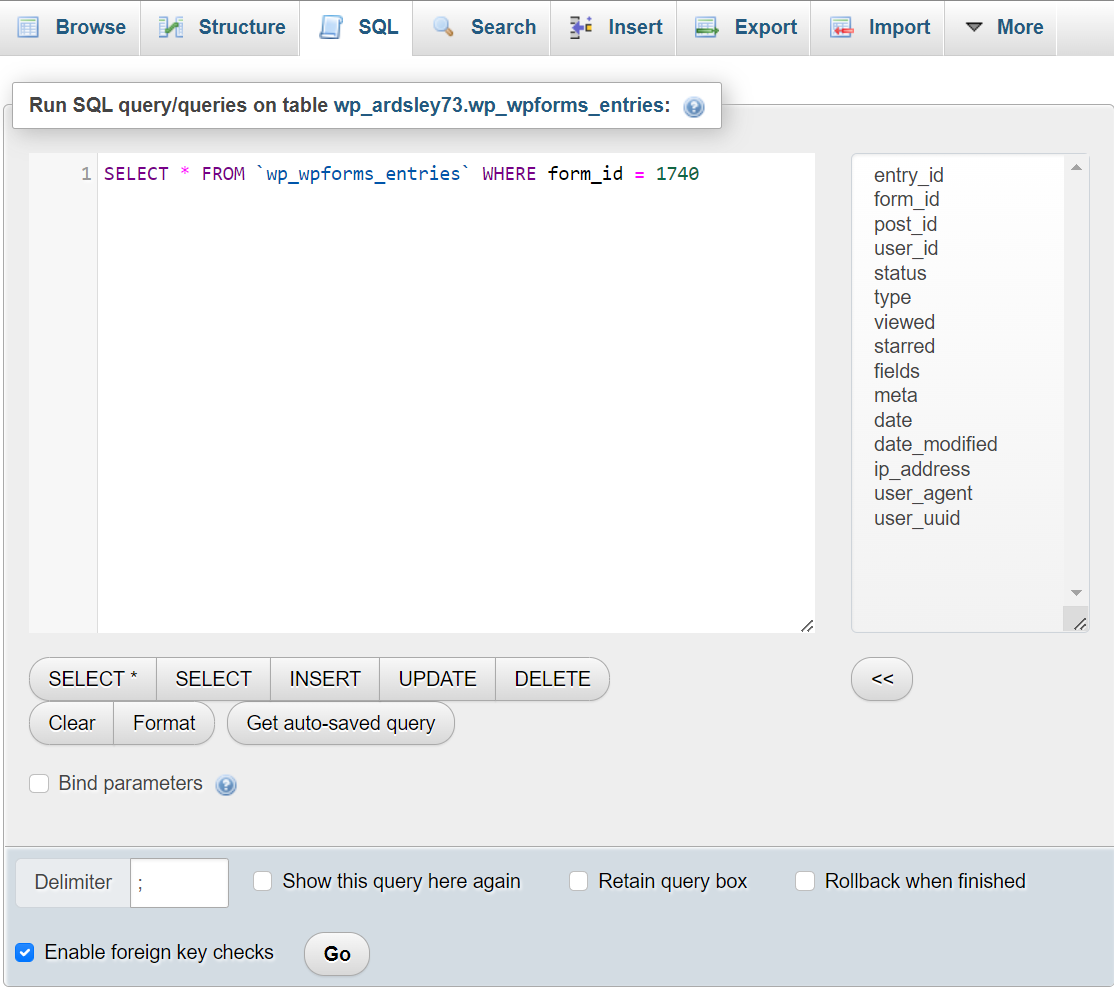 Browse Structure SQL Search Insert Export Import More
Run SQL query/queries on table wp_ardsley73.wp_wpforms_entries:
1 SELECT * FROM `wp_wpforms_entries` WHERE form_id = 1740
entry_id
form_id
post_id
user_id
status
type
viewed
starred
fields
meta
date
date_modified
ip_address
user_agent
user_uuid
SELECT * SELECT INSERT UPDATE DELETE <<
Clear Format Get auto-saved query
Bind parameters
Delimiter ; Show this query here again Retain query box Rollback when finished
Enable foreign key checks Go